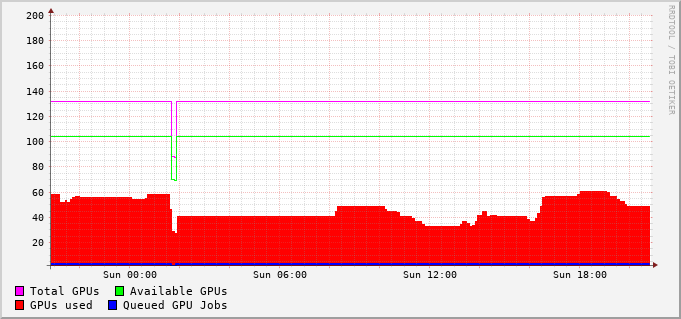 200
180
160
140
120
100
80
60
40
20
Sun 00:00 Sun 06:00 Sun 12:00 Sun 18:00
Total GPUs Available GPUs
GPUs used Queued GPU Jobs
RRDTOOL / TOBI OETIKER